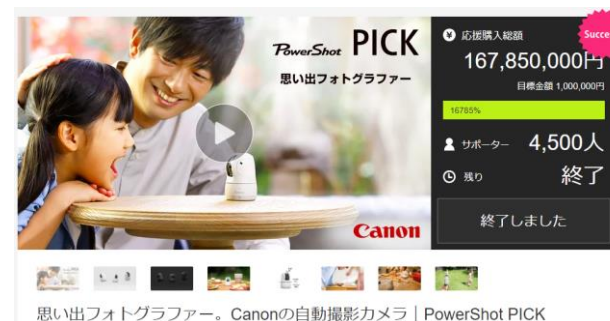 PowerShot PICK
思い出フォトグラファー
Canon
応援購入総額
167,850,000円
目標金額 1,000,000円
16785%
サポーター 4,500人
残り 終了
終了しました
思い出フォトグラファー。Canonの自動撮影カメラ｜PowerShot PICK